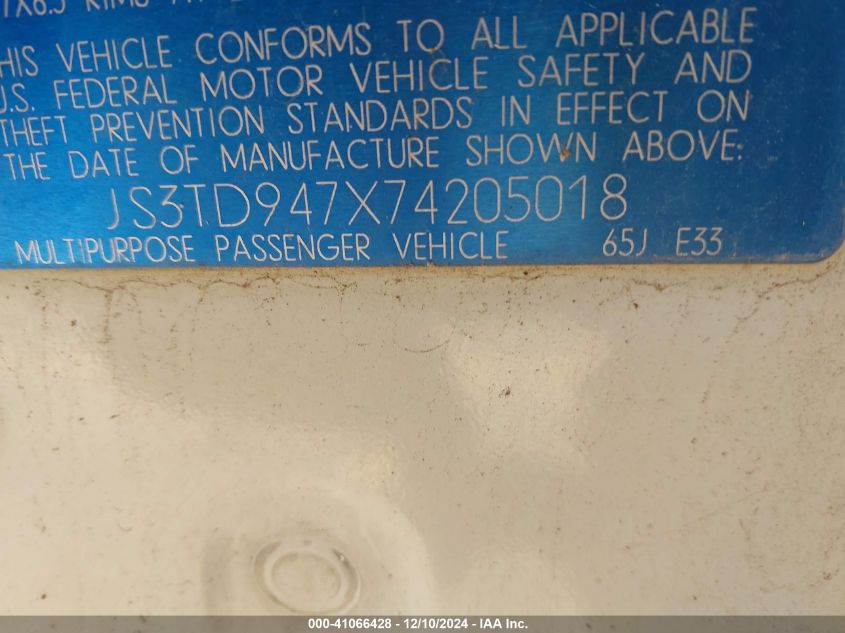 THIS VEHICLE CONFORMS TO ALL APPLICABLE
U.S. FEDERAL MOTOR VEHICLE SAFETY AND
THEFT PREVENTION STANDARDS IN EFFECT ON
THE DATE OF MANUFACTURE SHOWN ABOVE:
JS3TD947X74205018
MULTIPURPOSE PASSENGER VEHICLE 65J E33
000-41066428 - 12/10/2024 - IAA Inc.